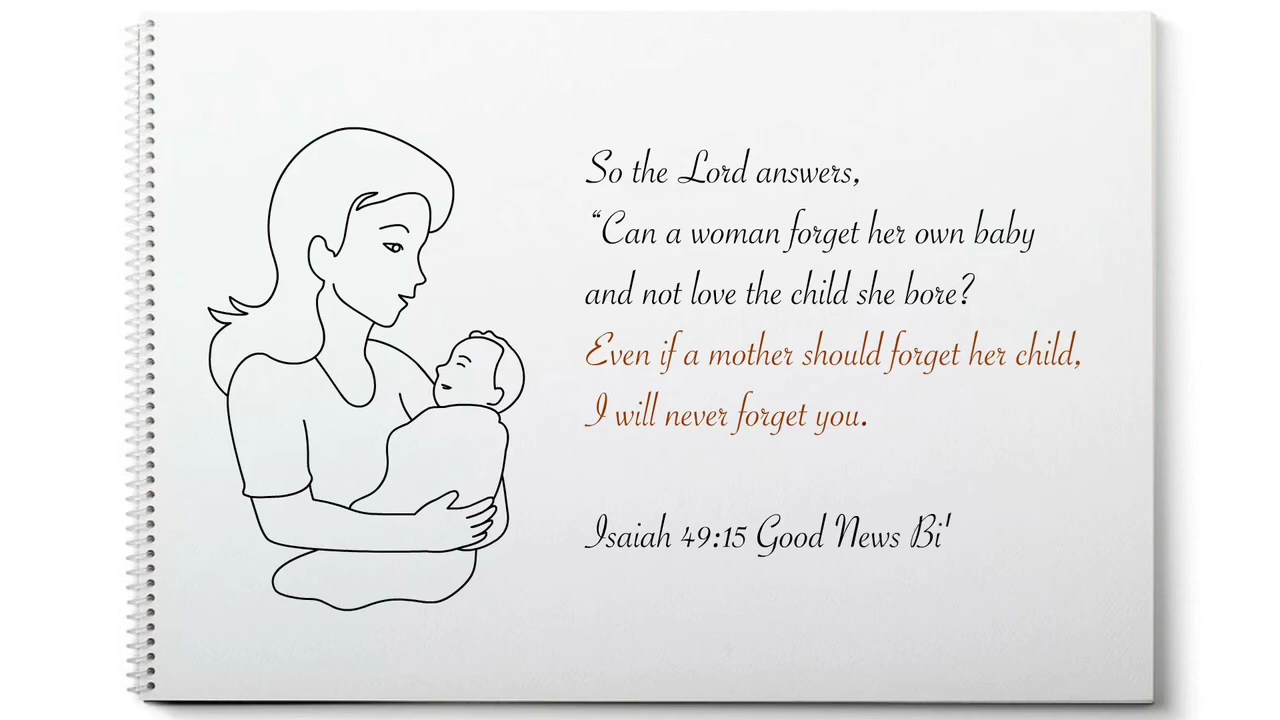 So the Lord answers,
“Can a woman forget her own baby
and not love the child she bore?
Even if a mother should forget her child,
I will never forget you.
Isaiah 49:15 Good News Bi'